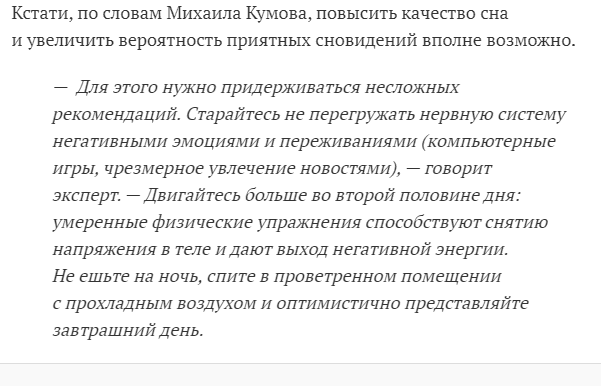 Кстати, по словам Михаила Кумова, повысить качество сна
и увеличить вероятность приятных сновидений вполне возможно.
— Для этого нужно придерживаться несложных
рекомендаций. Старайтесь не перегружать нервную систему
негативными эмоциями и переживаниями (компьютерные
игры, чрезмерное увлечение новостями), — говорит
эксперт. — Двигайтесь больше во второй половине дня:
умеренные физические упражнения способствуют снятию
напряжения в теле и дают выход негативной энергии.
Не ешьте на ночь, спите в проветренном помещении
с прохладным воздухом и оптимистично представляйте
завтрашний день.